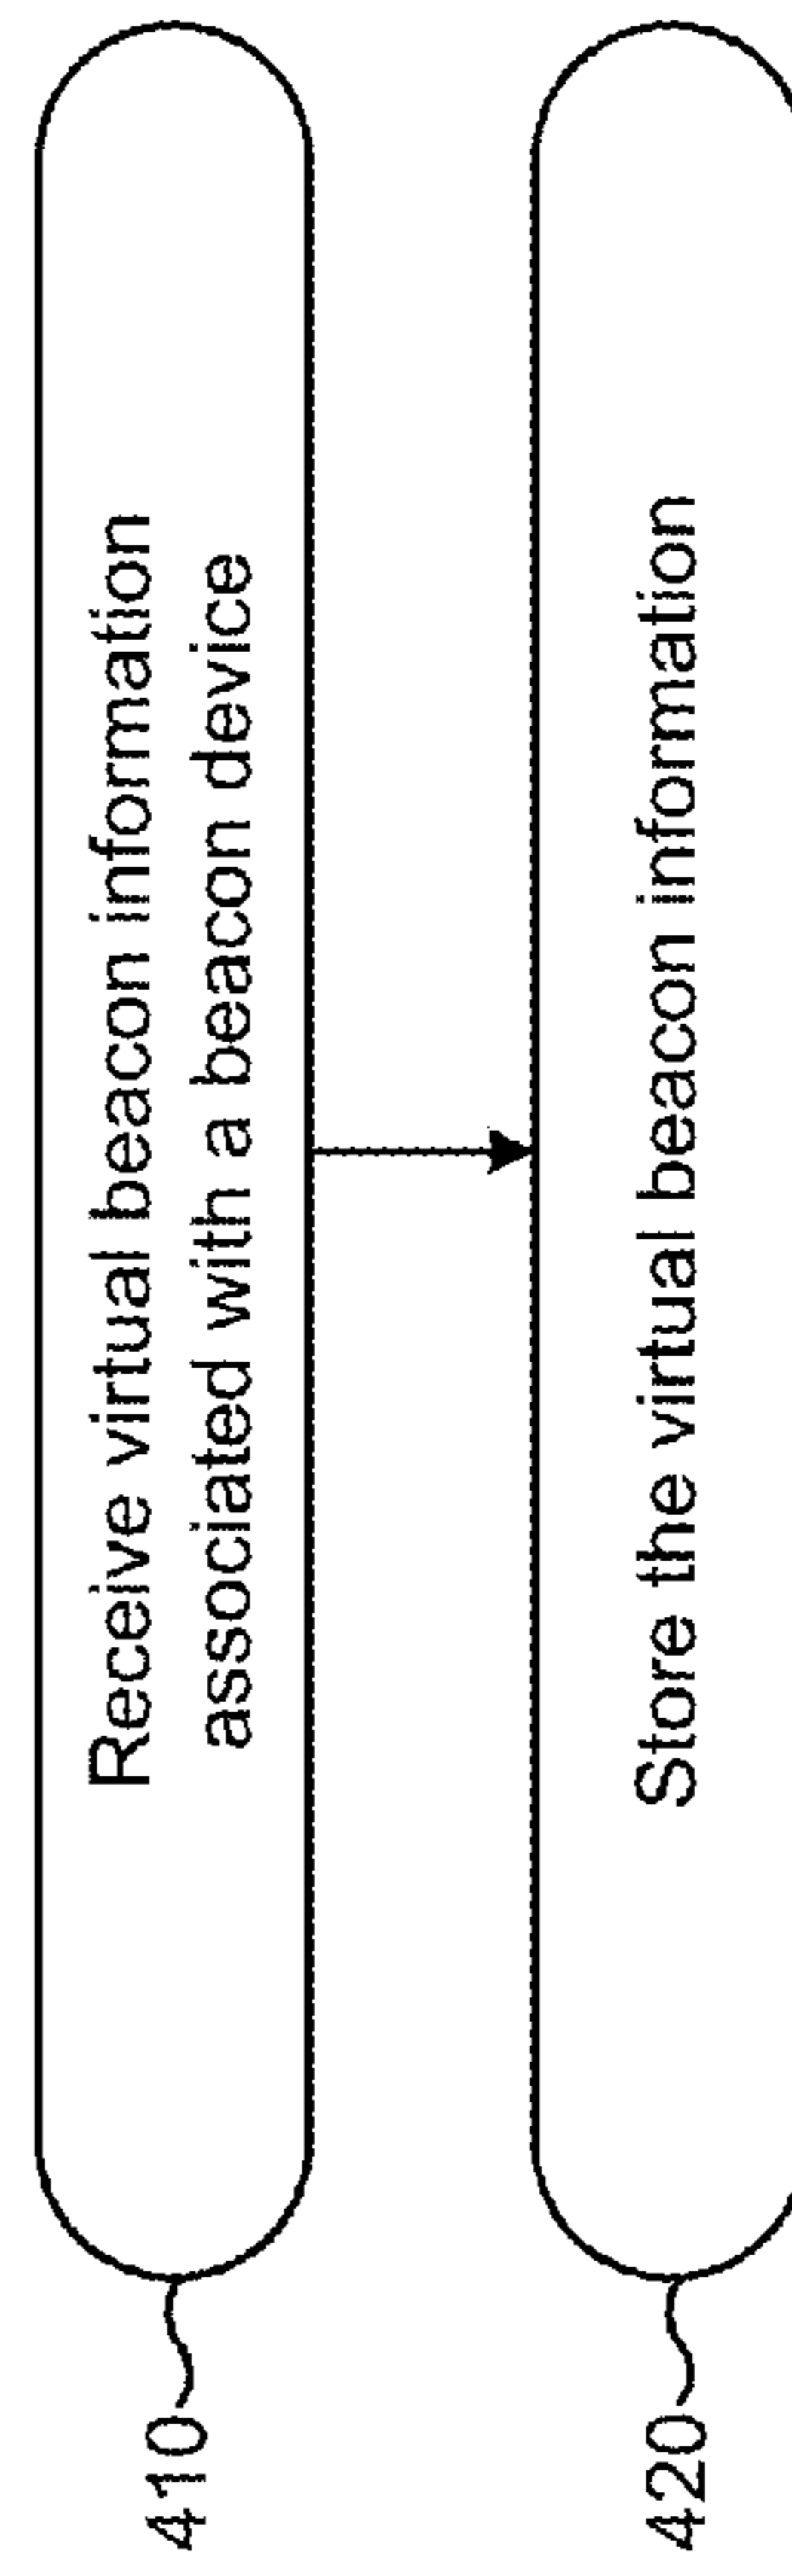 410
Receive virtual beacon information
associated with a beacon device
420
Store the virtual beacon information